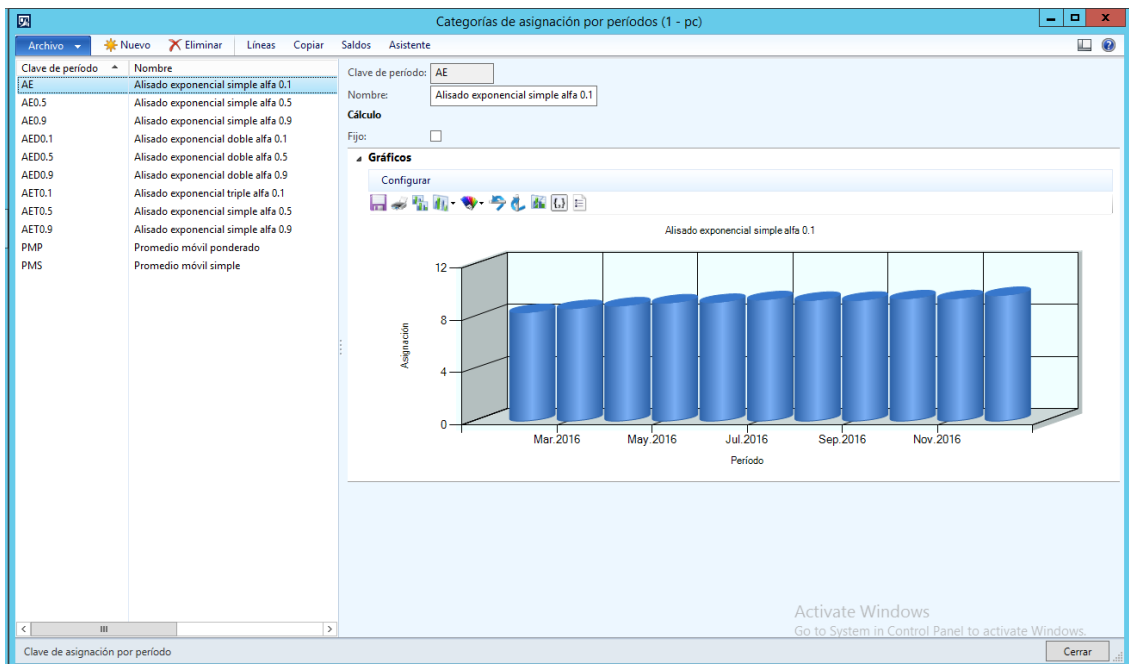 Categorías de asignación por períodos (1 - pc)
Archivo Nuevo Eliminar Líneas Copiar Saldos Asistente
Clave de período Nombre
AE Alisado exponencial simple alfa 0.1
AE0.5 Alisado exponencial simple alfa 0.5
AE0.9 Alisado exponencial simple alfa 0.9
AED0.1 Alisado exponencial doble alfa 0.1
AED0.5 Alisado exponencial doble alfa 0.5
AED0.9 Alisado exponencial doble alfa 0.9
AET0.1 Alisado exponencial triple alfa 0.1
AET0.5 Alisado exponencial simple alfa 0.5
AET0.9 Alisado exponencial simple alfa 0.9
PMP Promedio móvil ponderado
PMS Promedio móvil simple
Clave de período: AE
Nombre: Alisado exponencial simple alfa 0.1
Cálculo
Fijo:
Gráficos
Configurar
Alisado exponencial simple alfa 0.1
12
8
4
0
Asignación
Mar.2016 May.2016 Jul.2016 Sep.2016 Nov.2016
Período
Activate Windows
Go to System in Control Panel to activate Windows.
Clave de asignación por período
Cerrar